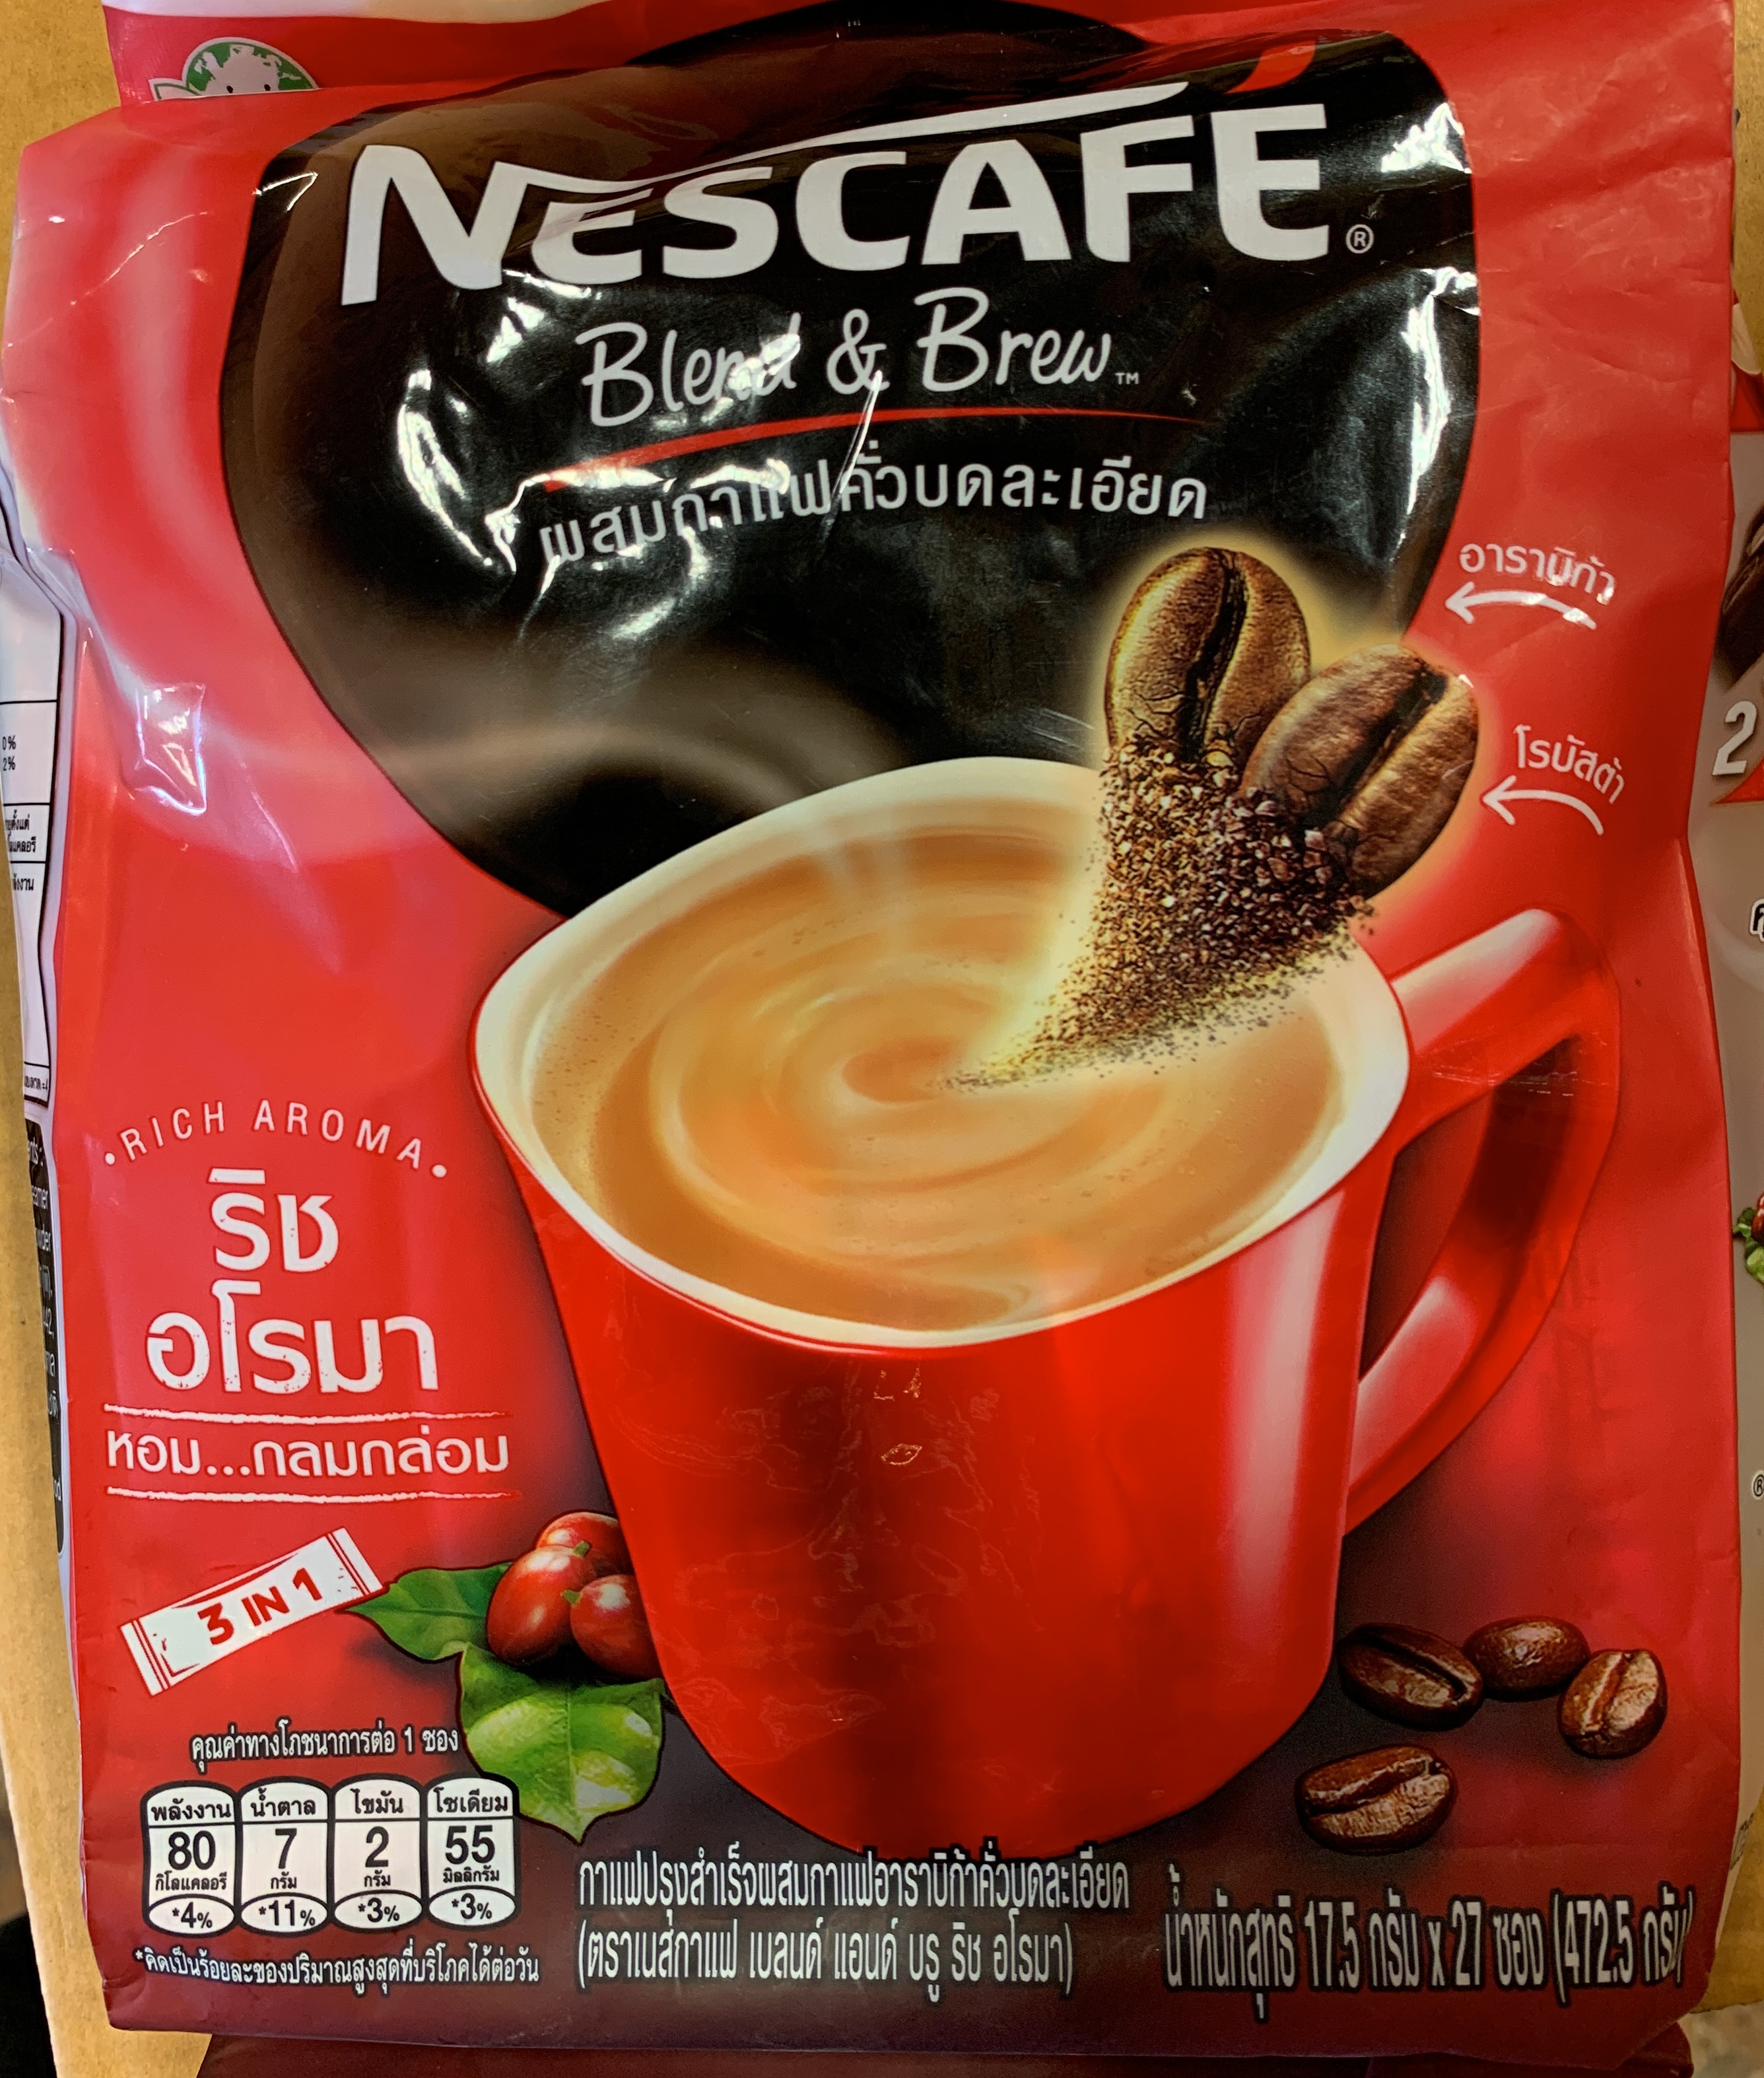 NESCAFÉ®
Blend & Brew™
ผสมกาแฟคั่วบดละเอียด
อาราบิก้า
โรบัสต้า
2
•RICH AROMA•
ริช
อโรมา
หอม...กลมกล่อม
3 IN 1
คุณค่าทางโภชนาการต่อ 1 ซอง
พลังงาน น้ำตาล ไขมัน โซเดียม
80 7 2 55
กิโลแคลอรี กรัม กรัม มิลลิกรัม
*4% *11% *3% *3%
*คิดเป็นร้อยละของปริมาณสูงสุดที่บริโภคได้ต่อวัน
กาแฟปรุงสำเร็จผสมกาแฟอาราบิก้าคั่วบดละเอียด
(ตราเนสกาแฟ เบลนด์ แอนด์ บรู ริช อโรมา)
น้ำหนักสุทธิ 17.5 กรัม x 27 ซอง (472.5 กรัม)